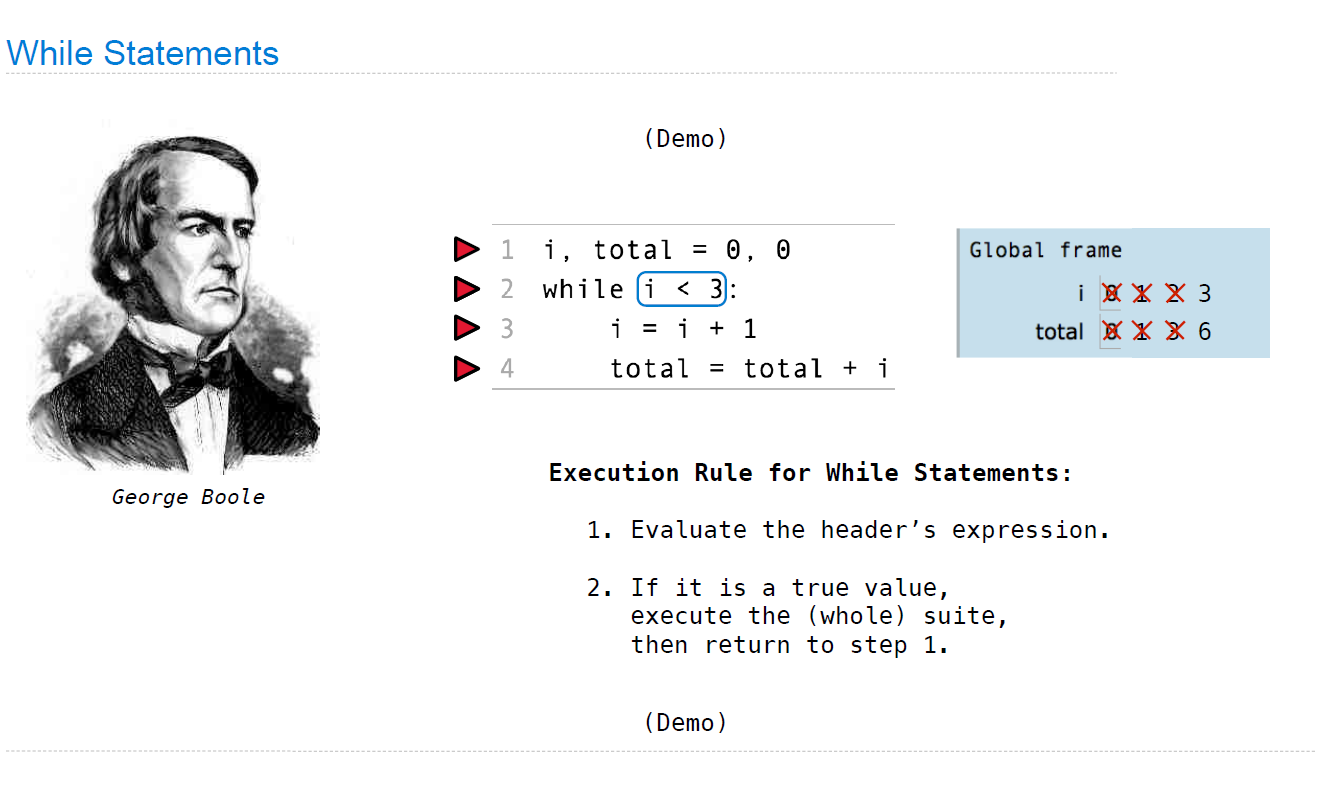 While Statements
(Demo)
1 i, total = 0, 0
2 while i < 3:
3 i = i + 1
4 total = total + i
Global frame
i 0 1 2 3
total 0 1 3 6
George Boole
Execution Rule for While Statements:
1. Evaluate the header’s expression.
2. If it is a true value,
execute the (whole) suite,
then return to step 1.
(Demo)